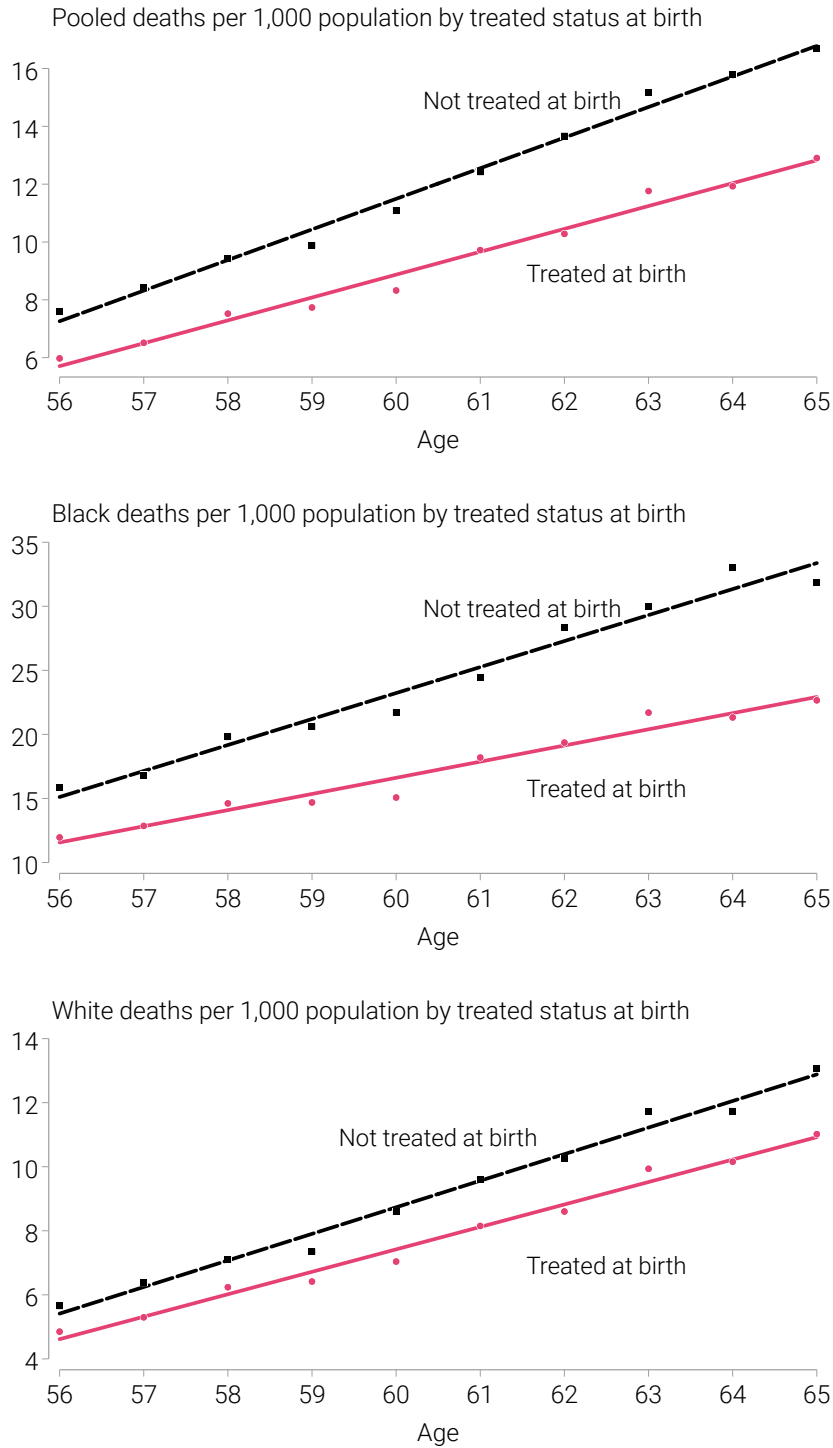 Pooled deaths per 1,000 population by treated status at birth
16
Not treated at birth
14
12
10
Treated at birth
8
6
56 57 58 59 60 61 62 63 64 65
Age
Black deaths per 1,000 population by treated status at birth
35
30
Not treated at birth
25
20
15
Treated at birth
10
56 57 58 59 60 61 62 63 64 65
Age
White deaths per 1,000 population by treated status at birth
14
12
Not treated at birth
10
8
Treated at birth
6
4
56 57 58 59 60 61 62 63 64 65
Age